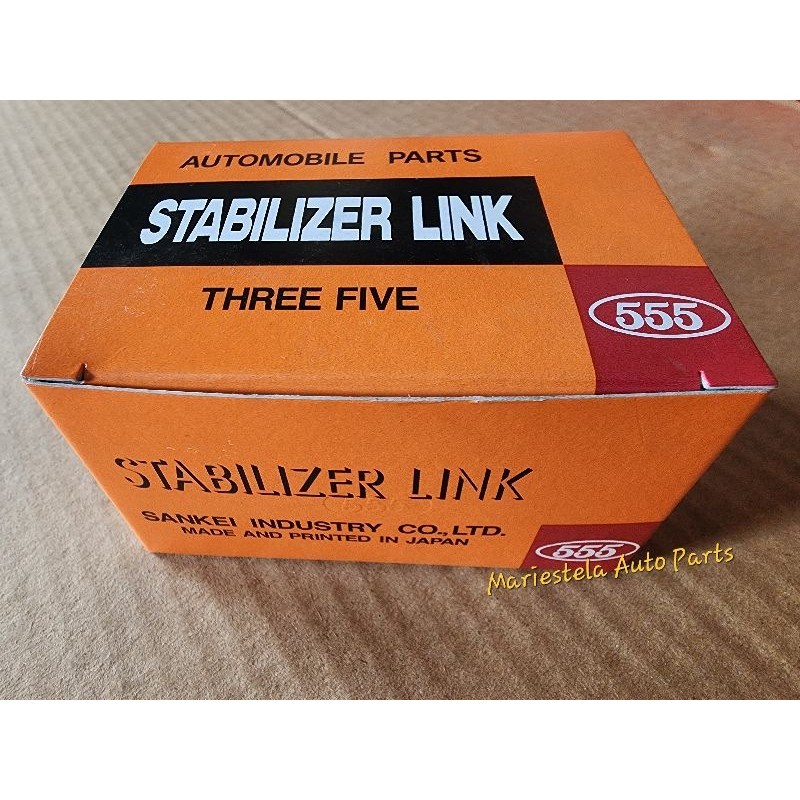 AUTOMOBILE PARTS
STABILIZER LINK
THREE FIVE
555
STABILIZER LINK
SANKEI INDUSTRY CO.,LTD.
MADE AND PRINTED IN JAPAN
555
Mariestela Auto Parts